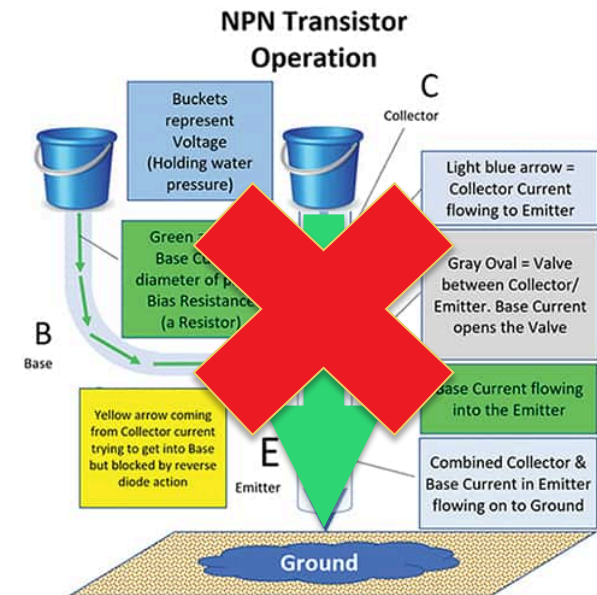 NPN Transistor
Operation
Buckets
represent
Voltage
(Holding water
pressure)
C
Collector
Light blue arrow =
Collector Current
flowing to Emitter
Green
Base
diameter of
Bias Resistance
(a Resistor)
Gray Oval = Valve
between Collector/
Emitter. Base Current
opens the Valve
B
Base
Base Current flowing
into the Emitter
Yellow arrow coming
from Collector current
trying to get into Base
but blocked by reverse
diode action
E
Emitter
Combined Collector &
Base Current in Emitter
flowing on to Ground
Ground